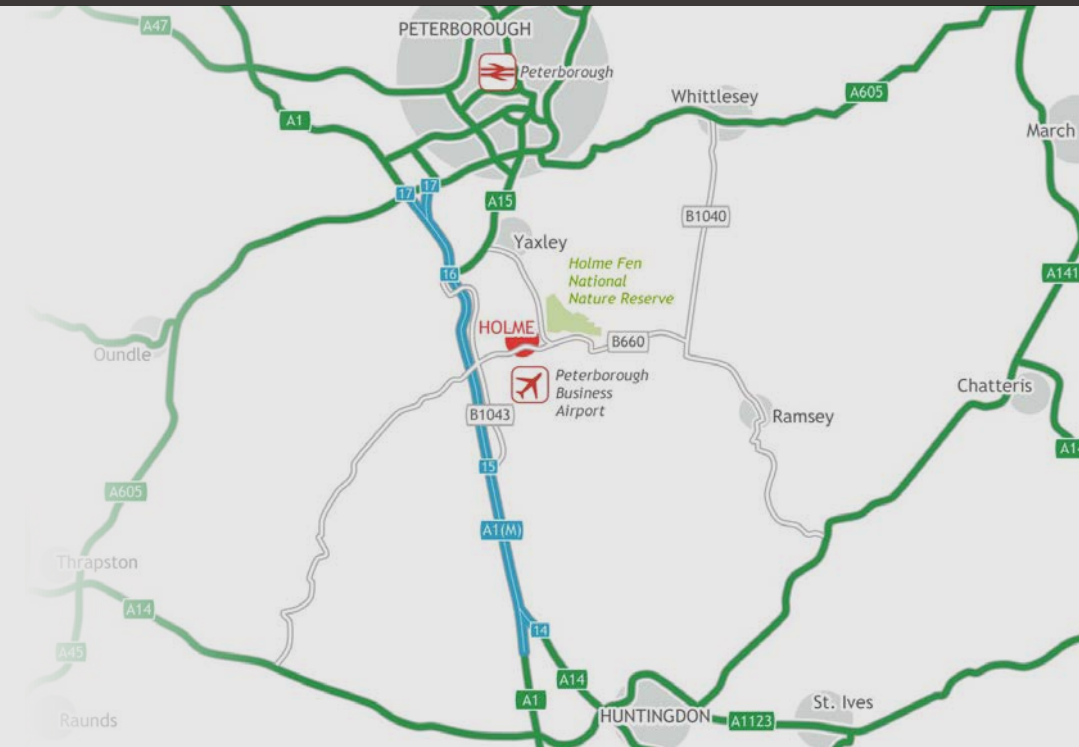 A47
PETERBOROUGH
Peterborough
A605
Whittlesey
A1
March
17
17
A15
B1040
Yaxley
16
Holme Fen
National
Nature Reserve
A141
HOLME
B660
Oundle
Peterborough
Business
Airport
Chatteris
B1043
Ramsey
15
A605
A1(M)
Thrapston
A14
14
A45
A14
A1
Raunds
HUNTINGDON
A1123
St. Ives